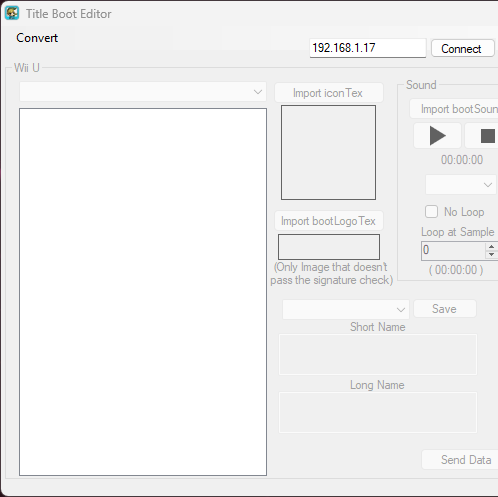 Title Boot Editor
Convert
192.168.1.17
Connect
Wii U
Import iconTex
Import bootLogoTex
(Only Image that doesn't
pass the signature check)
Save
Short Name
Long Name
Sound
Import bootSoun
00:00:00
No Loop
Loop at Sample
0
( 00:00:00 )
Send Data